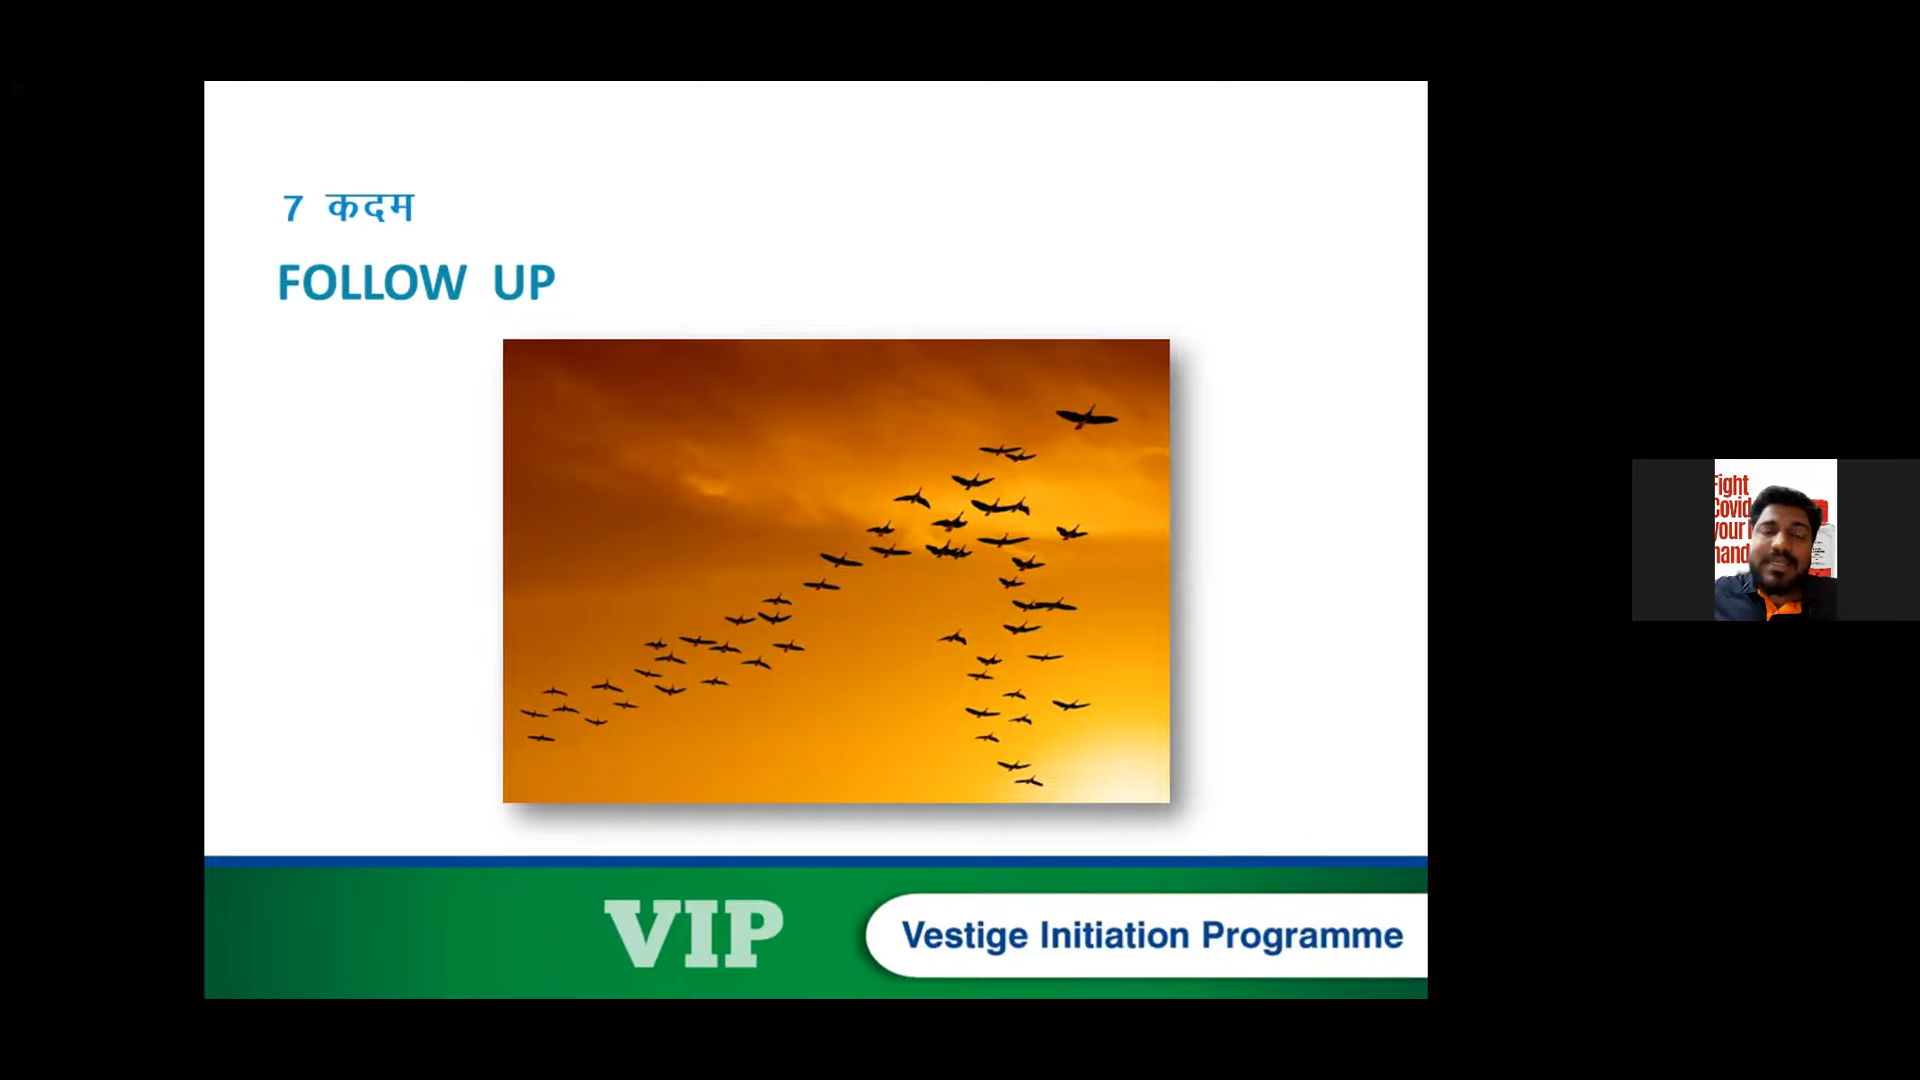 7 कदम
FOLLOW UP
VIP
Vestige Initiation Programme
Fight
Covid
your
hand